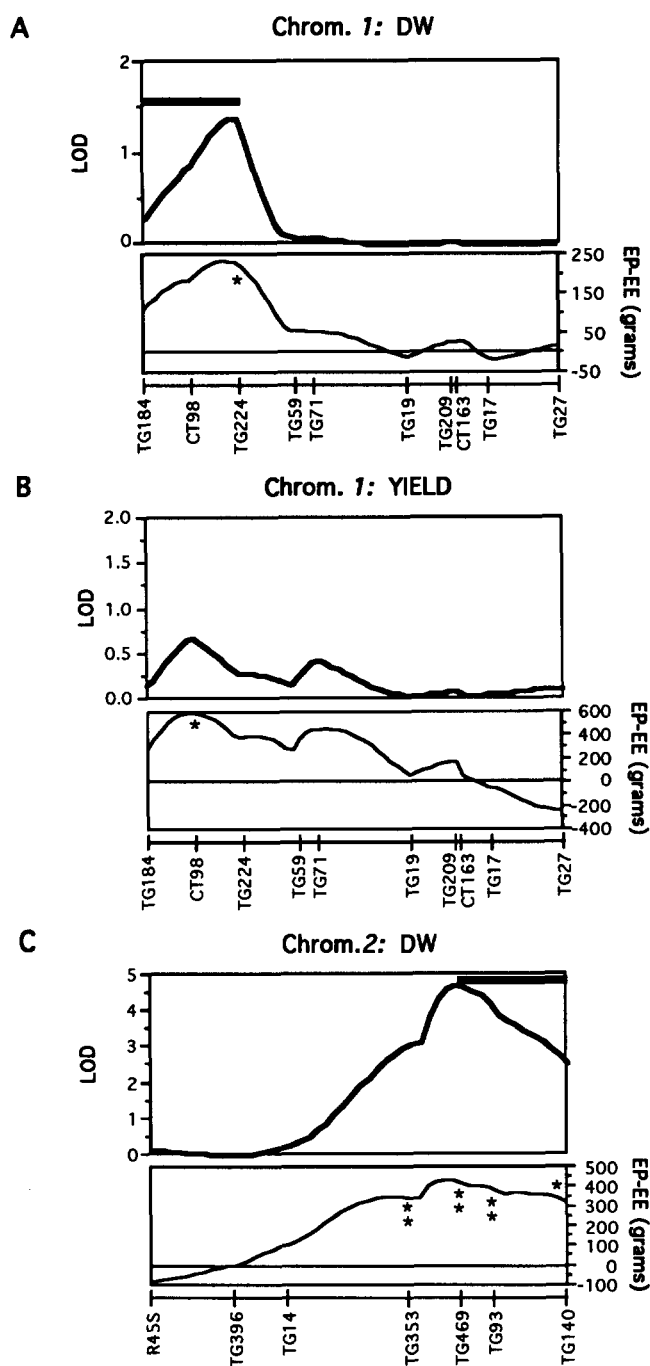 A
Chrom. 1: DW
2
1
0
LOD
250
150
50
-50
EP-EE (grams)
*
TG184
CT98
TG224
TG59
TG71
TG19
TG209
CT163
TG17
TG27
B
Chrom. 1: YIELD
2.0
1.5
1.0
0.5
0.0
LOD
600
400
200
0
-200
-400
EP-EE (grams)
*
TG184
CT98
TG224
TG59
TG71
TG19
TG209
CT163
TG17
TG27
C
Chrom.2: DW
5
4
3
2
1
0
LOD
500
400
300
200
100
0
-100
EP-EE (grams)
*
*
*
*
*
*
*
R45S
TG396
TG14
TG353
TG469
TG93
TG140